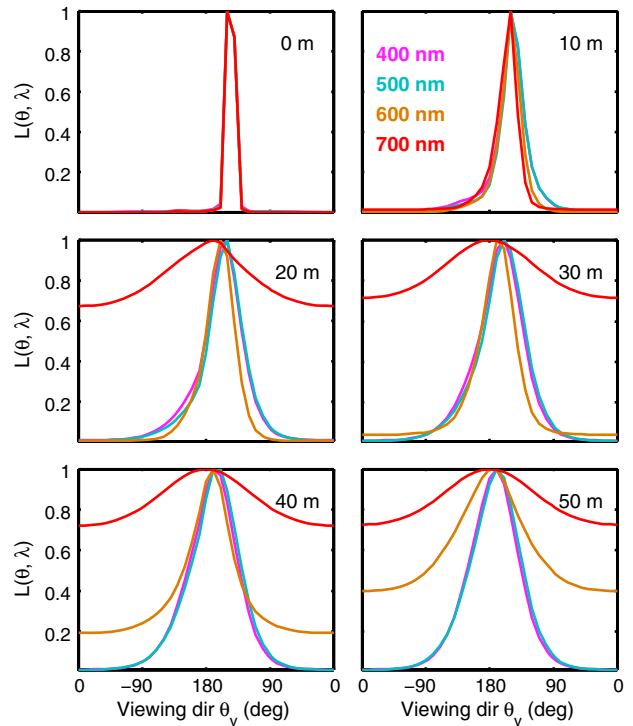 0 m
10 m
400 nm
500 nm
600 nm
700 nm
L(θ, λ)
1
0.8
0.6
0.4
0.2
20 m
30 m
L(θ, λ)
1
0.8
0.6
0.4
0.2
40 m
50 m
L(θ, λ)
1
0.8
0.6
0.4
0.2
0 −90 180 90 0
−90 180 90 0
Viewing dir θv (deg)
Viewing dir θv (deg)